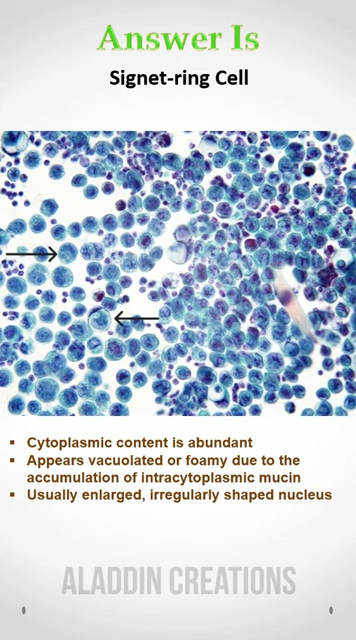 Answer Is
Signet-ring Cell
▪ Cytoplasmic content is abundant
▪ Appears vacuolated or foamy due to the
accumulation of intracytoplasmic mucin
▪ Usually enlarged, irregularly shaped nucleus
ALADDIN CREATIONS